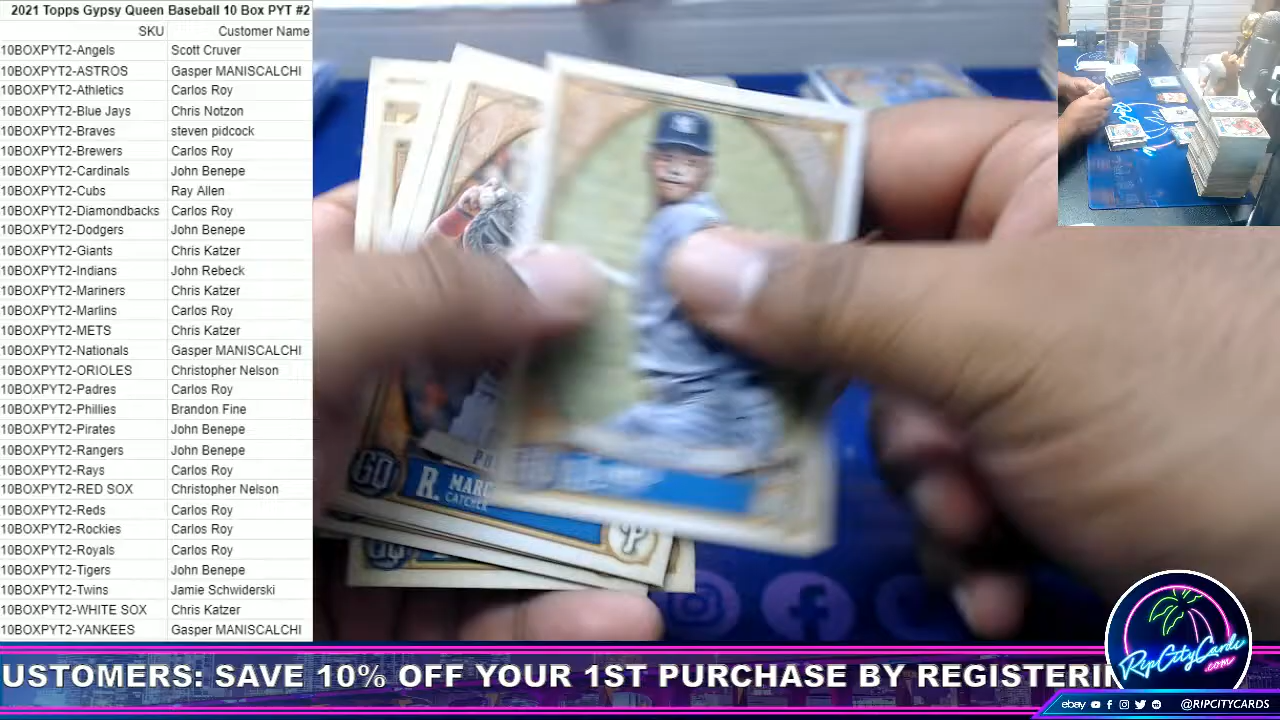 2021 Topps Gypsy Queen Baseball 10 Box PYT #2
SKU Customer Name
10BOXPYT2-Angels Scott Cruver
10BOXPYT2-ASTROS Gasper MANISCALCHI
10BOXPYT2-Athletics Carlos Roy
10BOXPYT2-Blue Jays Chris Notzon
10BOXPYT2-Braves steven pidcock
10BOXPYT2-Brewers Carlos Roy
10BOXPYT2-Cardinals John Benepe
10BOXPYT2-Cubs Ray Allen
10BOXPYT2-Diamondbacks Carlos Roy
10BOXPYT2-Dodgers John Benepe
10BOXPYT2-Giants Chris Katzer
10BOXPYT2-Indians John Rebeck
10BOXPYT2-Mariners Chris Katzer
10BOXPYT2-Marlins Carlos Roy
10BOXPYT2-METS Chris Katzer
10BOXPYT2-Nationals Gasper MANISCALCHI
10BOXPYT2-ORIOLES Christopher Nelson
10BOXPYT2-Padres Carlos Roy
10BOXPYT2-Phillies Brandon Fine
10BOXPYT2-Pirates John Benepe
10BOXPYT2-Rangers John Benepe
10BOXPYT2-Rays Carlos Roy
10BOXPYT2-RED SOX Christopher Nelson
10BOXPYT2-Reds Carlos Roy
10BOXPYT2-Rockies Carlos Roy
10BOXPYT2-Royals Carlos Roy
10BOXPYT2-Tigers John Benepe
10BOXPYT2-Twins Jamie Schwiderski
10BOXPYT2-WHITE SOX Chris Katzer
10BOXPYT2-YANKEES Gasper MANISCALCHI
GQ R. MARC
CATCHER
P
USTOMERS: SAVE 10% OFF YOUR 1ST PURCHASE BY REGISTERI
RipCityCards
.com
ebay @RIPCITYCARDS